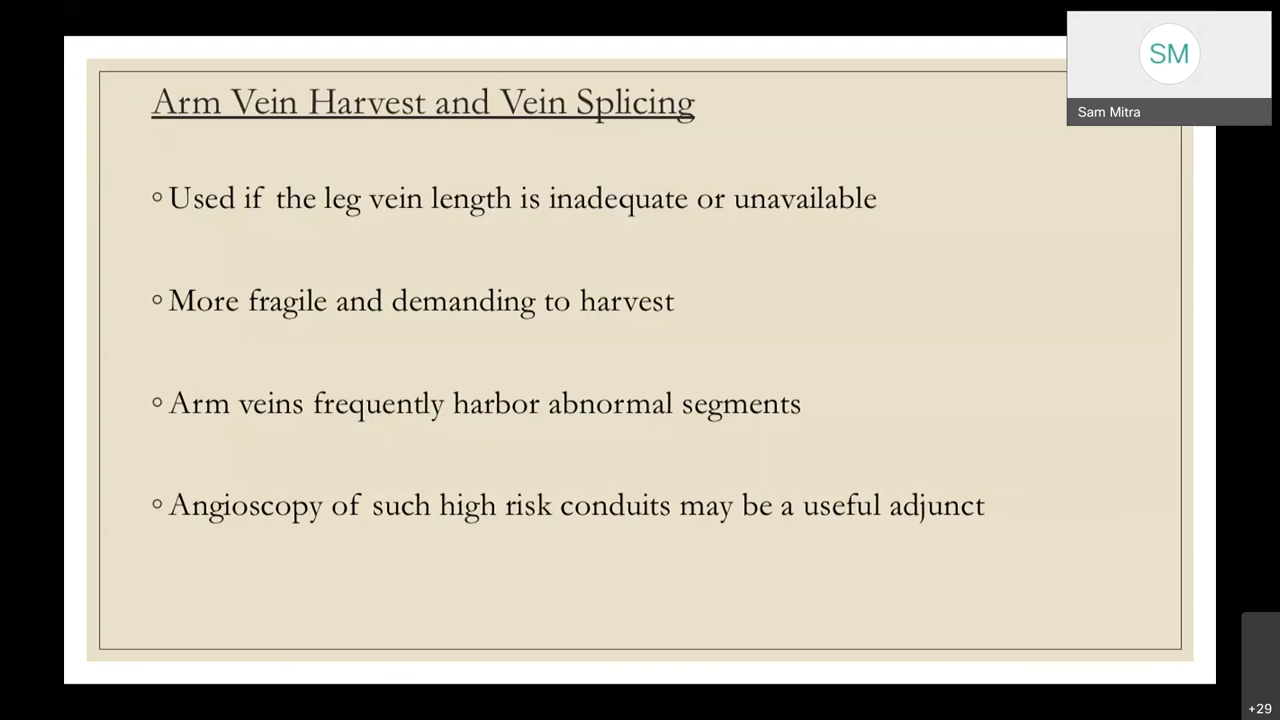 SM
Sam Mitra
Arm Vein Harvest and Vein Splicing
◦ Used if the leg vein length is inadequate or unavailable
◦ More fragile and demanding to harvest
◦ Arm veins frequently harbor abnormal segments
◦ Angioscopy of such high risk conduits may be a useful adjunct
+29